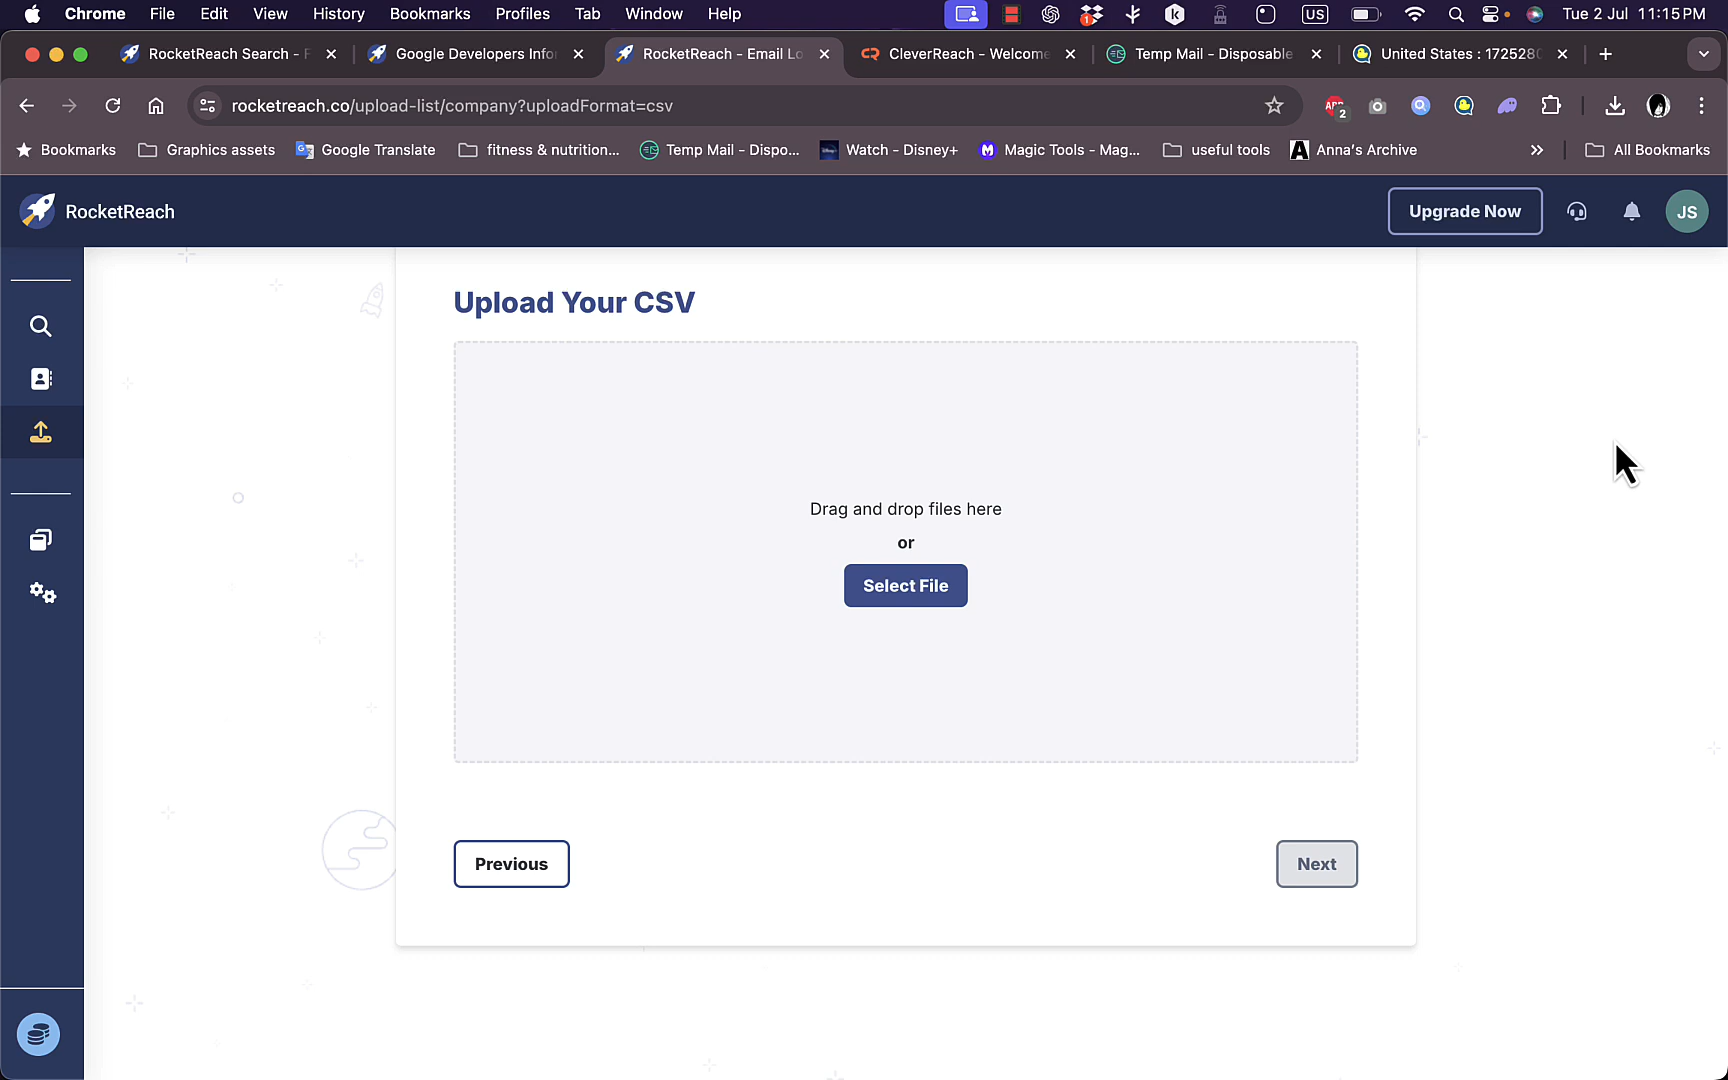 Chrome File Edit View History Bookmarks Profiles Tab Window Help 1 US Tue 2 Jul 11:15 PM
RocketReach Search - Google Developers Info RocketReach - Email Lo CleverReach - Welcome Temp Mail - Disposable United States : 172528
rocketreach.co/upload-list/company?uploadFormat=csv ABP 2
Bookmarks Graphics assets Google Translate fitness & nutrition... Temp Mail - Dispo... Watch - Disney+ Magic Tools - Mag... useful tools Anna's Archive All Bookmarks
RocketReach Upgrade Now JS
Upload Your CSV
Drag and drop files here
or
Select File
Previous Next